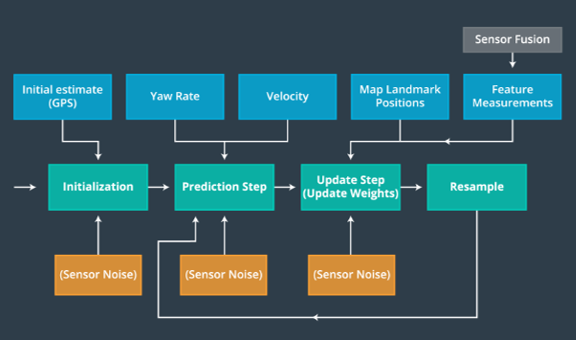 Sensor Fusion
Initial estimate
(GPS)
Yaw Rate
Velocity
Map Landmark
Positions
Feature
Measurements
Initialization
Prediction Step
Update Step
(Update Weights)
Resample
(Sensor Noise)
(Sensor Noise)
(Sensor Noise)